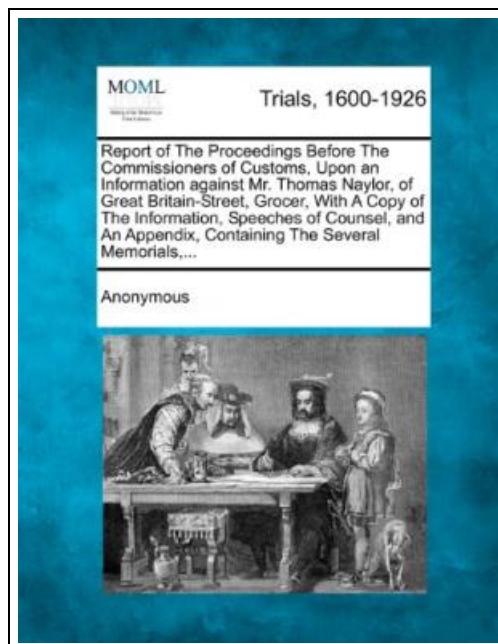 MOML
Trials, 1600-1926
Report of The Proceedings Before The
Commissioners of Customs, Upon an
Information against Mr. Thomas Naylor, of
Great Britain-Street, Grocer, With A Copy of
The Information, Speeches of Counsel, and
An Appendix, Containing The Several
Memorials,...
Anonymous